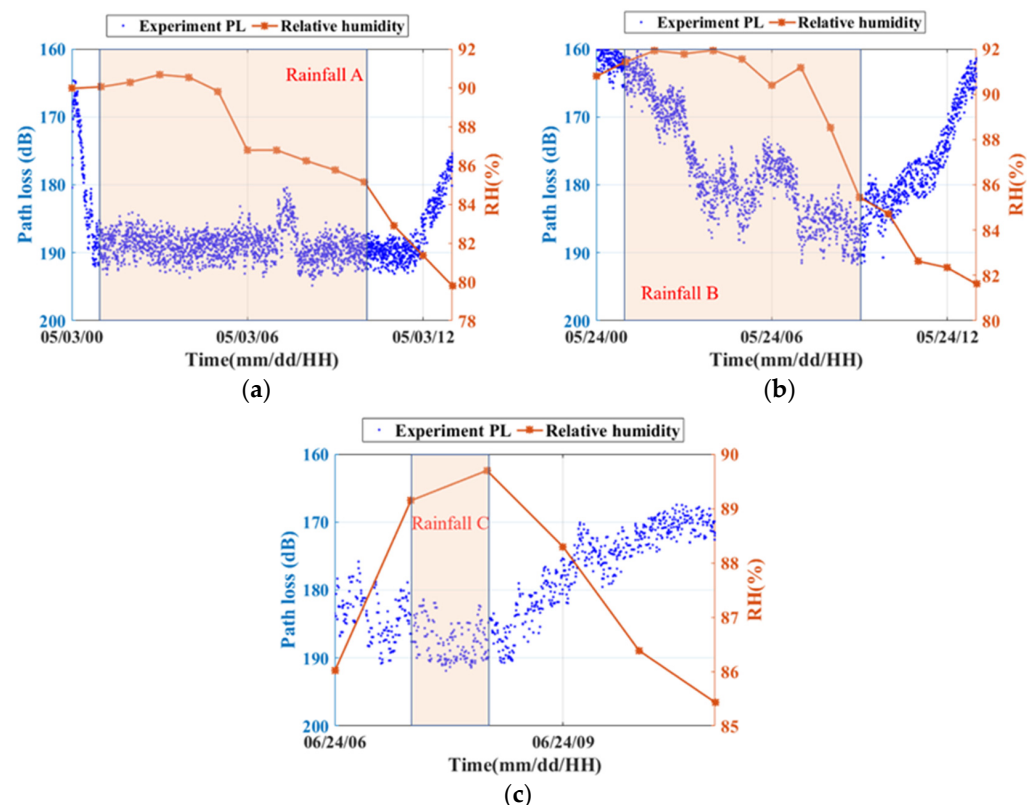 Experiment PL Relative humidity
160 170 180 190 200
Path loss (dB)
92 90 88 86 84 82 80 78
RH(%)
Rainfall A
05/03/00 05/03/06 05/03/12
Time(mm/dd/HH)
(a)
Experiment PL Relative humidity
160 170 180 190 200
Path loss (dB)
92 90 88 86 84 82 80
RH(%)
Rainfall B
05/24/00 05/24/06 05/24/12
Time(mm/dd/HH)
(b)
Experiment PL Relative humidity
160 170 180 190 200
Path loss (dB)
90 89 88 87 86 85
RH(%)
Rainfall C
06/24/06 06/24/09
Time(mm/dd/HH)
(c)